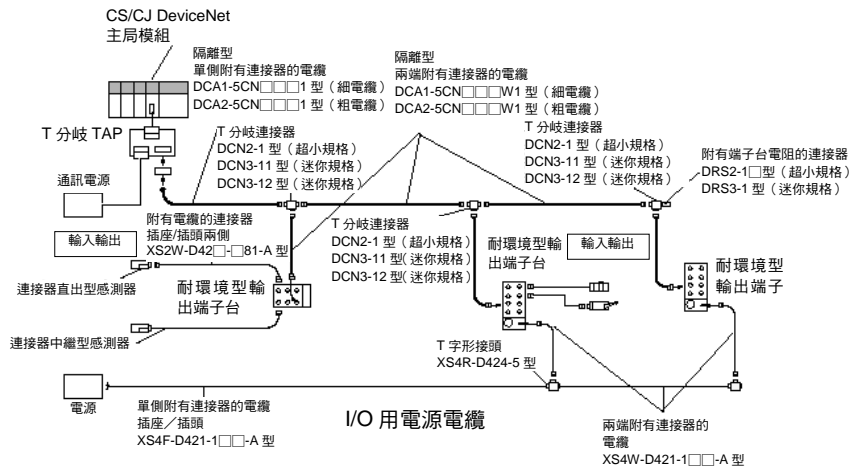 CS/CJ DeviceNet
主局模組
隔離型
單側附有連接器的電纜
DCA1-5CN□□□1 型（細電纜）
DCA2-5CN□□□1 型（粗電纜）
隔離型
兩端附有連接器的電纜
DCA1-5CN□□□W1 型（細電纜）
DCA2-5CN□□□W1 型（粗電纜）
T 分岐 TAP
T 分岐連接器
DCN2-1 型（超小規格）
DCN3-11 型（迷你規格）
DCN3-12 型（迷你規格）
T 分岐連接器
DCN2-1 型（超小規格）
DCN3-11 型（迷你規格）
DCN3-12 型（迷你規格）
附有端子台電阻的連接器
DRS2-1□型（超小規格）
DRS3-1 型（迷你規格）
通訊電源
附有電纜的連接器
插座/插頭兩側
XS2W-D42□-□81-A 型
輸入輸出
T 分岐連接器
DCN2-1 型（超小規格）
DCN3-11 型（迷你規格）
DCN3-12 型（迷你規格）
耐環境型輸
出端子台
輸入輸出
連接器直出型感測器
耐環境型輸
出端子台
耐環境型
輸出端子
連接器中繼型感測器
T 字形接頭
XS4R-D424-5 型
電源
單側附有連接器的電纜
插座／插頭
XS4F-D421-1□□-A 型
I/O 用電源電纜
兩端附有連接器的
電纜
XS4W-D421-1□□-A 型